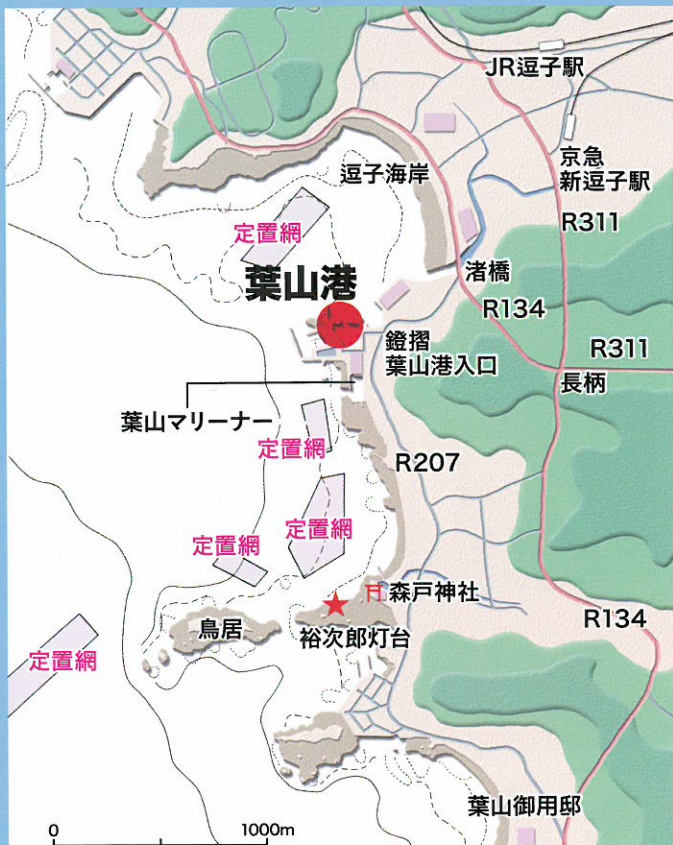 JR逗子駅
京急
新逗子駅
逗子海岸
R311
定置網
葉山港
渚橋
R134
鐙摺
葉山港入口
R311
長柄
葉山マリーナー
定置網
R207
定置網
定置網
森戸神社
鳥居
裕次郎灯台
R134
定置網
葉山御用邸
0
1000m